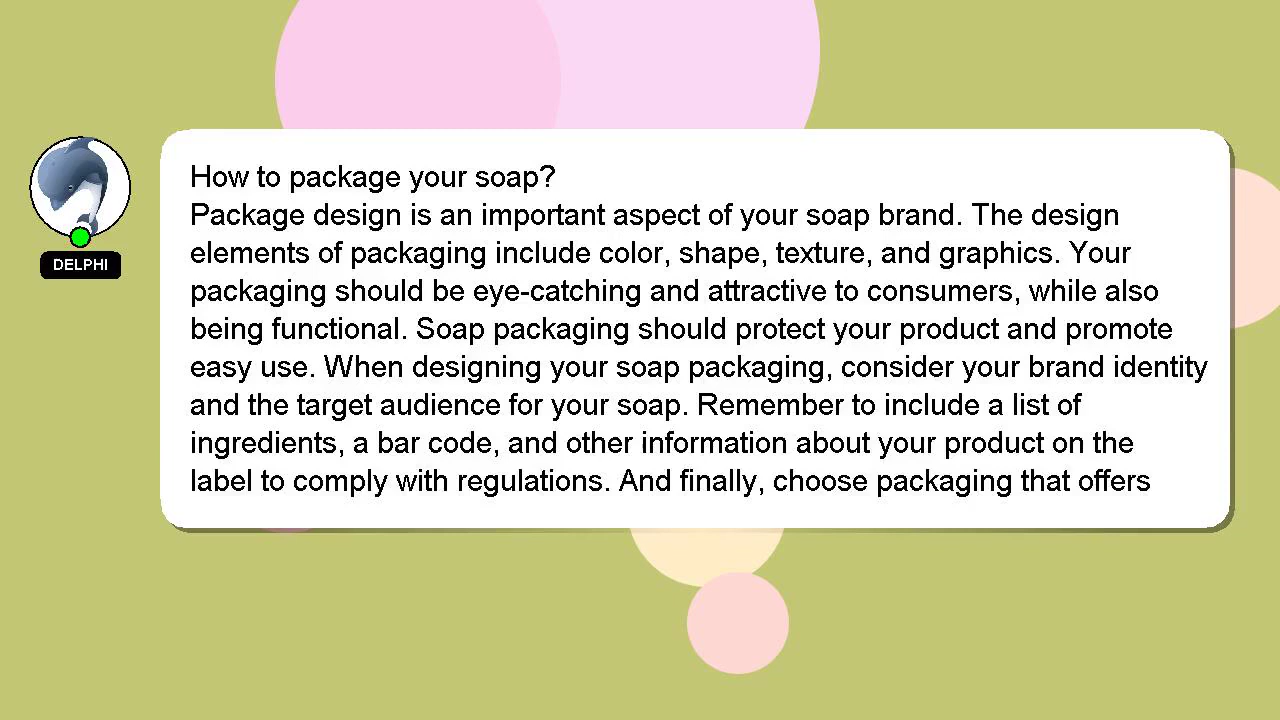 How to package your soap?
Package design is an important aspect of your soap brand. The design
elements of packaging include color, shape, texture, and graphics. Your
packaging should be eye-catching and attractive to consumers, while also
being functional. Soap packaging should protect your product and promote
easy use. When designing your soap packaging, consider your brand identity
and the target audience for your soap. Remember to include a list of
ingredients, a bar code, and other information about your product on the
label to comply with regulations. And finally, choose packaging that offers
DELPHI